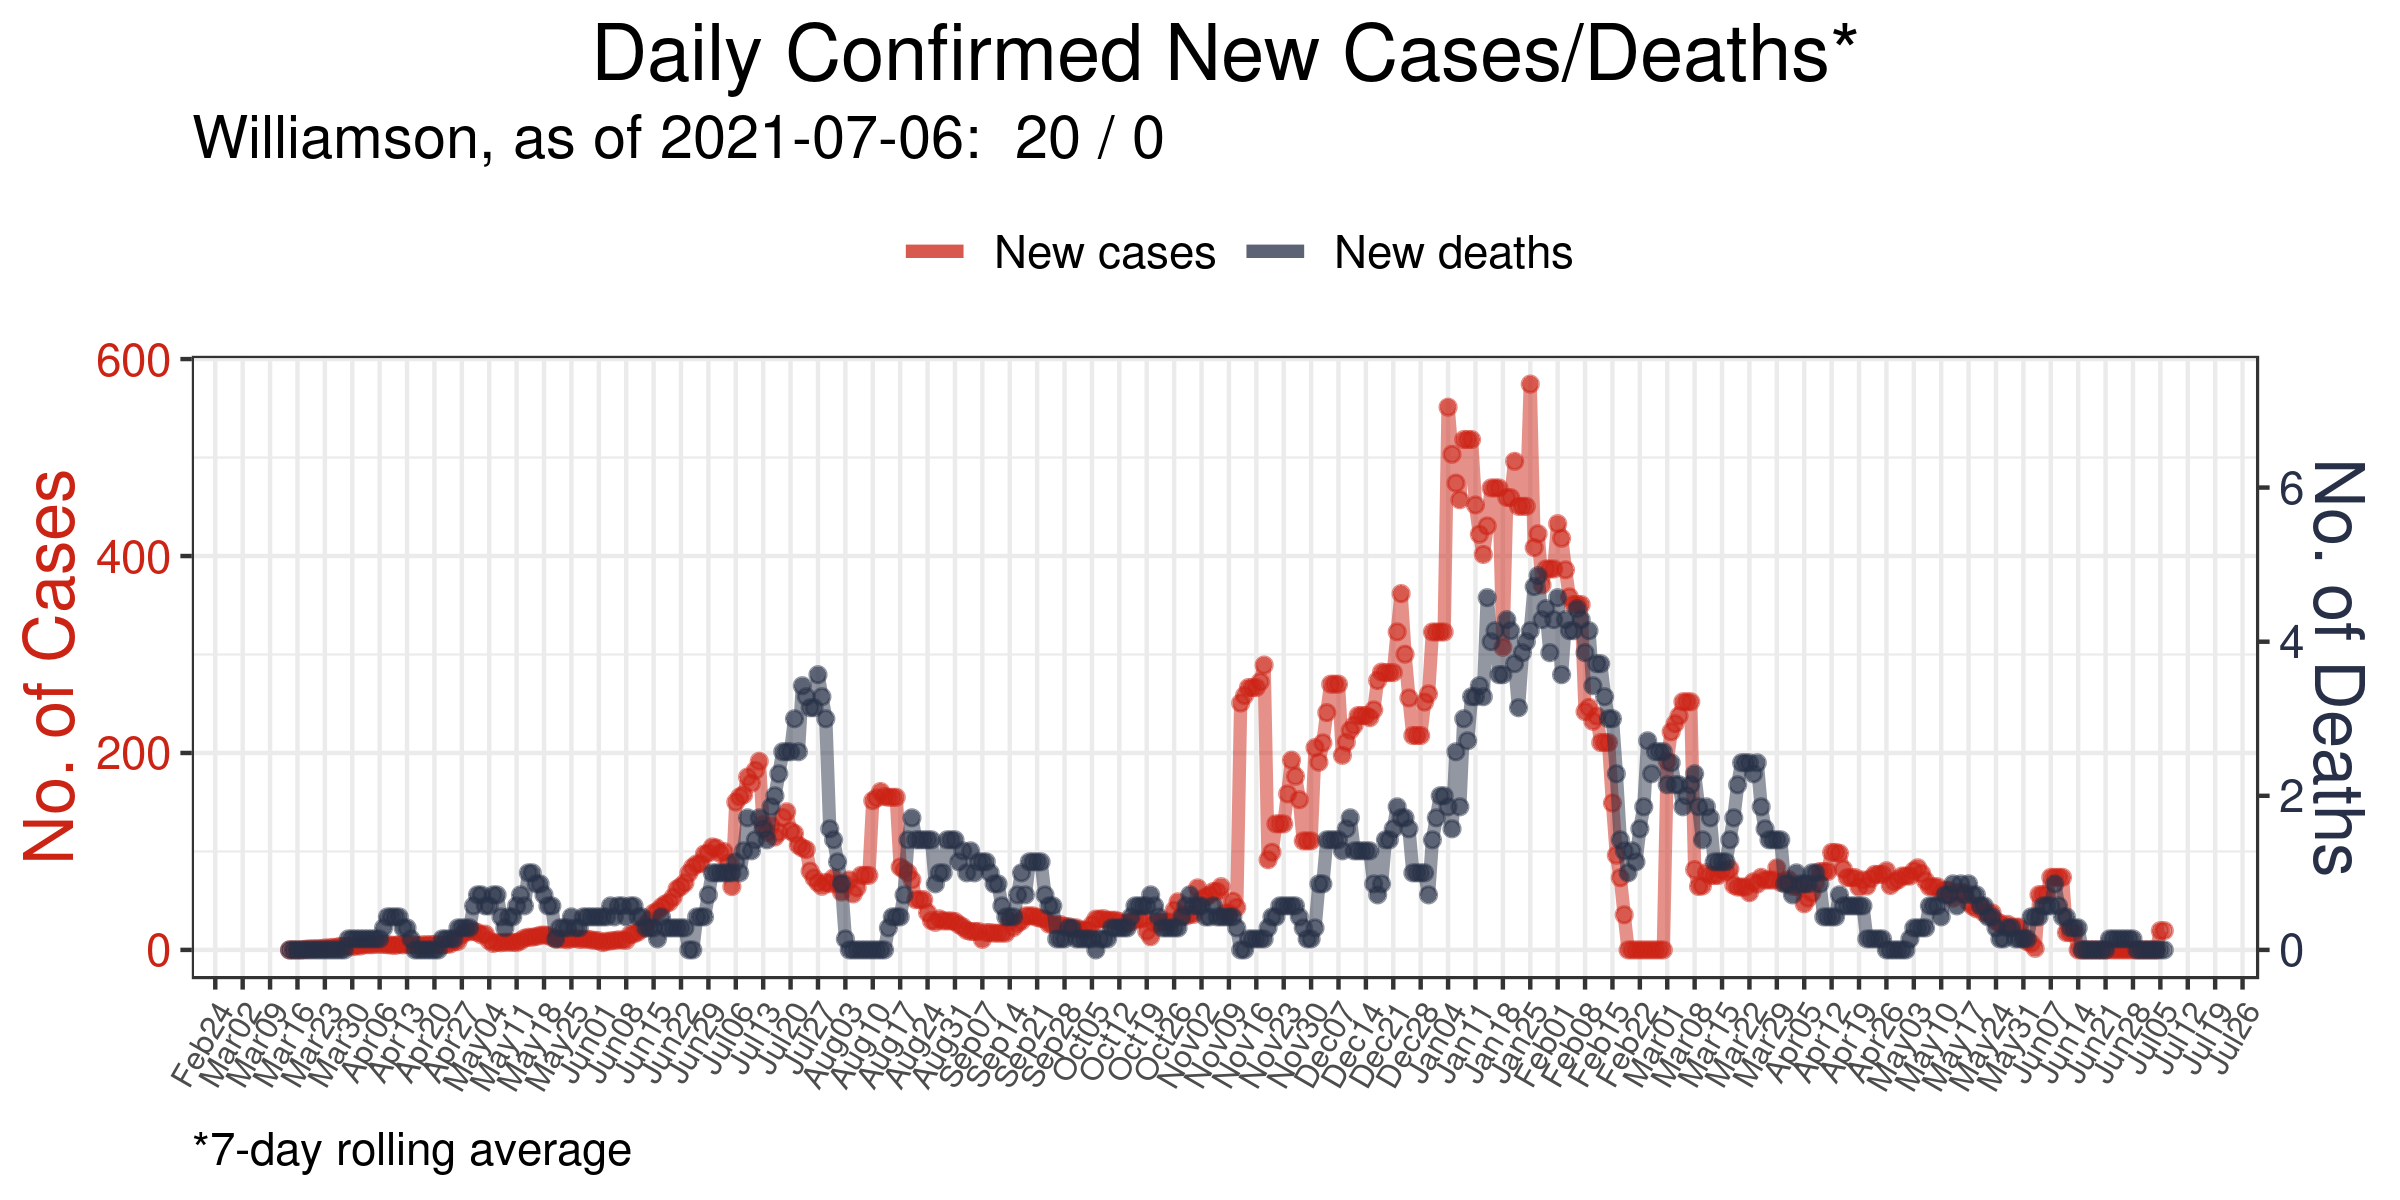 Daily Confirmed New Cases/Deaths*
Williamson, as of 2021-07-06:  20 / 0
New cases
New deaths
No. of Cases
600
400
200
0
6
4
2
0
No. of Deaths
Feb24
Mar02
Mar09
Mar16
Mar23
Mar30
Apr06
Apr13
Apr20
Apr27
May04
May11
May18
May25
Jun01
Jun08
Jun15
Jun22
Jun29
Jul06
Jul13
Jul20
Jul27
Aug03
Aug10
Aug17
Aug24
Aug31
Sep07
Sep14
Sep21
Sep28
Oct05
Oct12
Oct19
Oct26
Nov02
Nov09
Nov16
Nov23
Nov30
Dec07
Dec14
Dec21
Dec28
Jan04
Jan11
Jan18
Jan25
Feb01
Feb08
Feb15
Feb22
Mar01
Mar08
Mar15
Mar22
Mar29
Apr05
Apr12
Apr19
Apr26
May03
May10
May17
May24
May31
Jun07
Jun14
Jun21
Jun28
Jul05
Jul12
Jul19
Jul26
*7-day rolling average